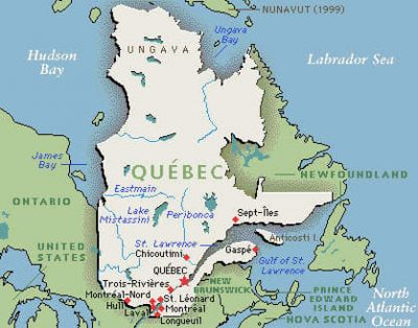 NUNAVUT (1999)
Ungava
Bay
UNGAVA
Hudson
Bay
Labrador Sea
James
Bay
QUÉBEC
NEWFOUNDLAND
Eastmain
ONTARIO
Lake
Mistassini
Peribonca
Sept-Îles
Anticosti I.
St. Lawrence
UNITED
STATES
Chicoutimi
Gaspé
Gulf of St.
Lawrence
QUÉBEC
Trois-Rivières
NEW
BRUNSWICK
Montréal-Nord
St. Léonard
PRINCE
EDWARD
ISLAND
North
Atlantic
Ocean
Hull
Laval
Montréal
Longueuil
NOVA SCOTIA